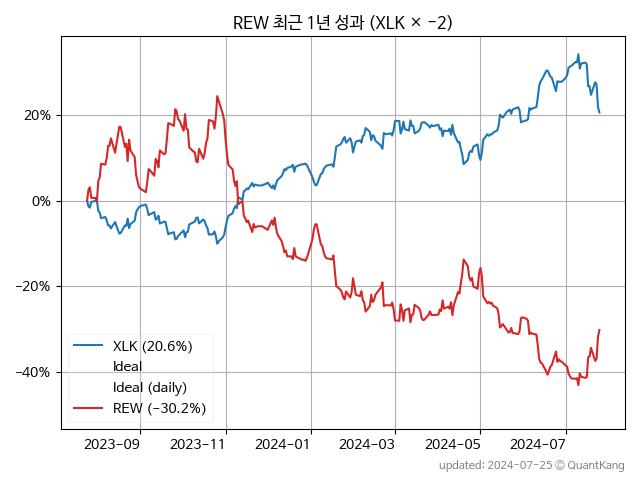 REW 최근 1년 성과 (XLK × -2)
20%
0%
−20%
−40%
XLK (20.6%)
Ideal
Ideal (daily)
REW (-30.2%)
2023-09 2023-11 2024-01 2024-03 2024-05 2024-07
updated: 2024-07-25 © QuantKang